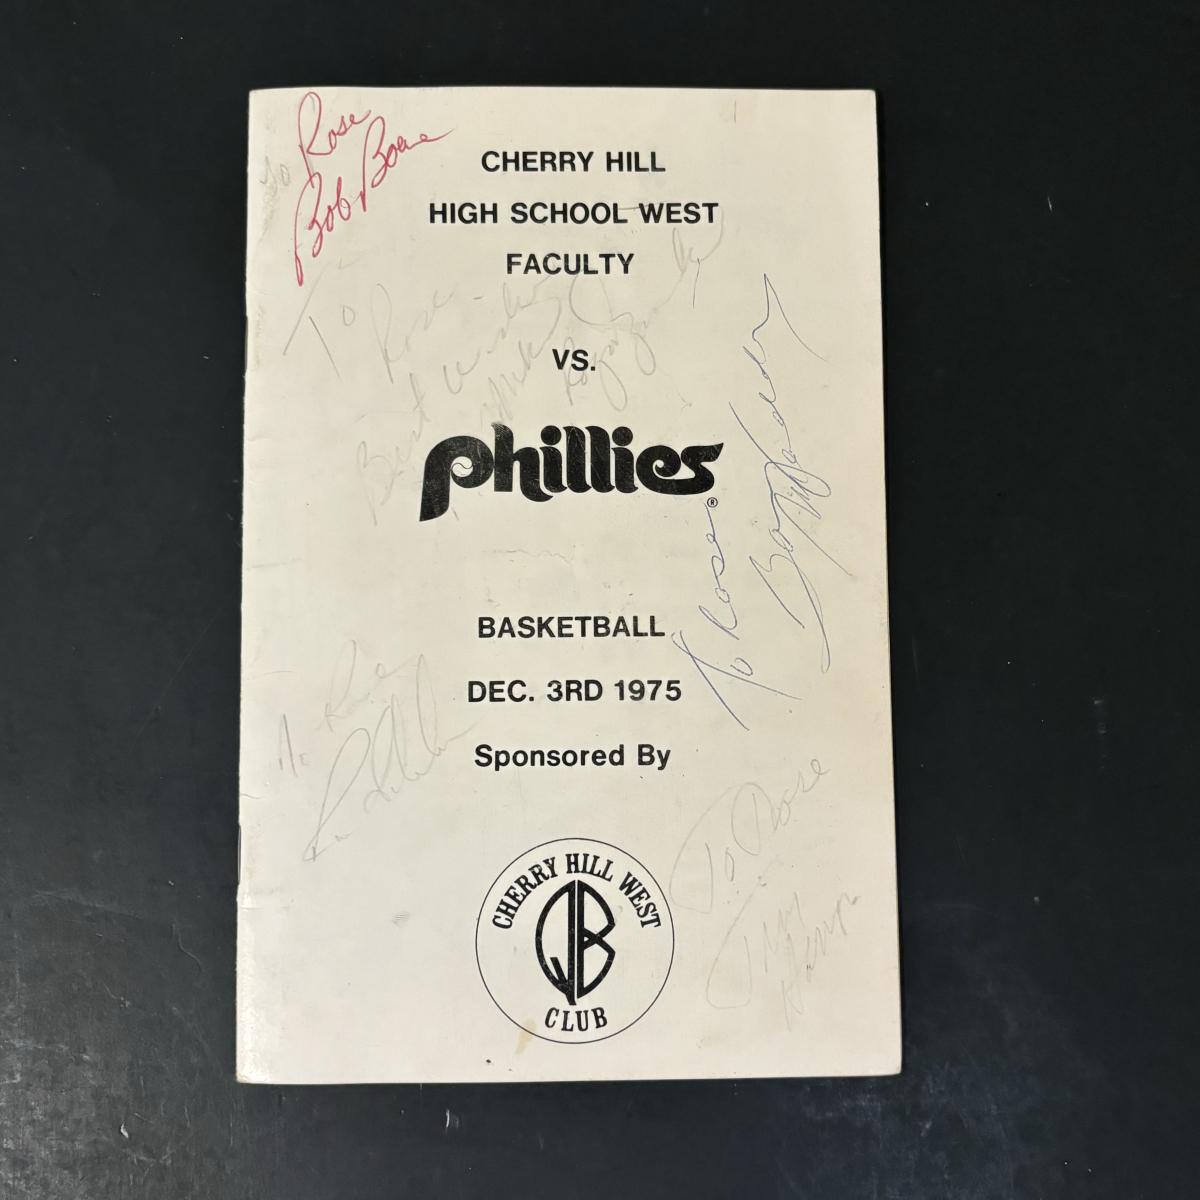 To Rose
Bob Boone
CHERRY HILL
HIGH SCHOOL WEST
FACULTY
To Rose
Best Wishes
VS.
phillies®
To Rose
BASKETBALL
DEC. 3RD 1975
Sponsored By
To Rose
Rose
CHERRY HILL WEST
QB
CLUB